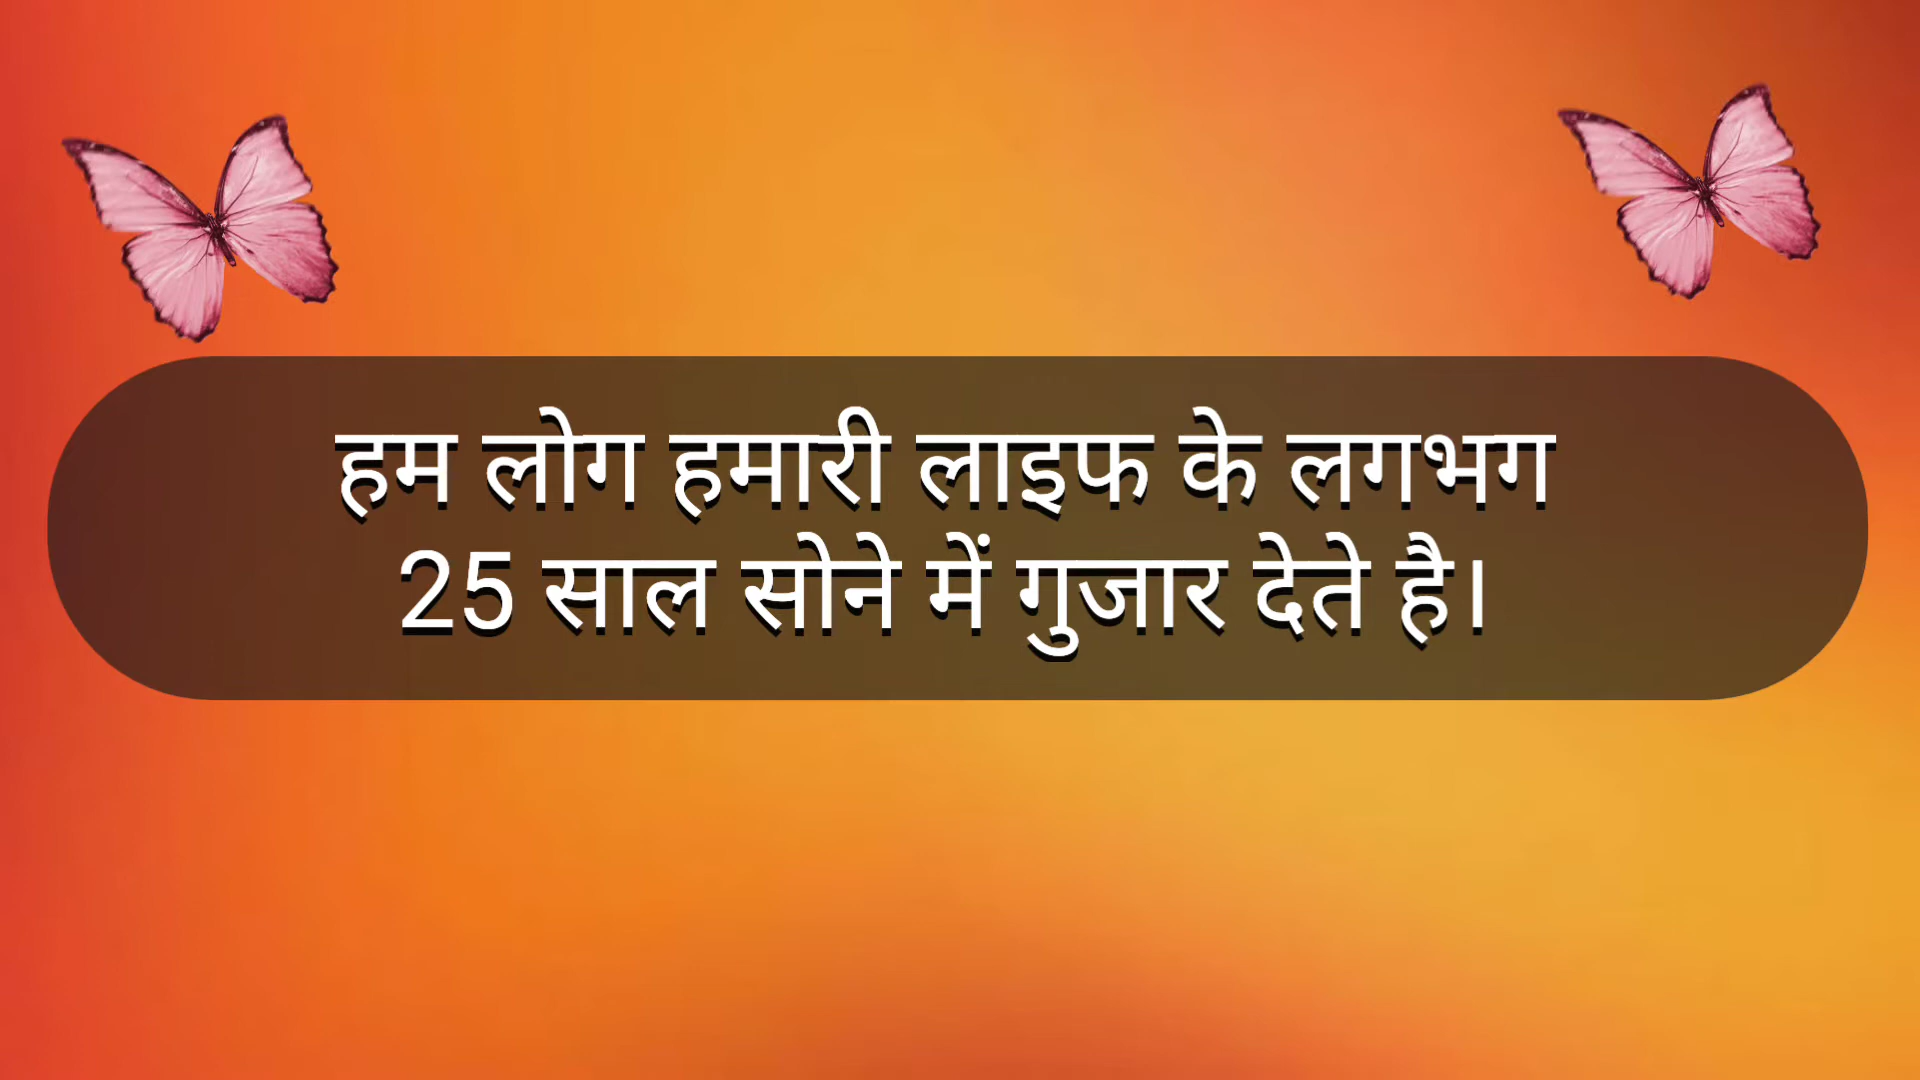 हम लोग हमारी लाइफ के लगभग
25 साल सोने में गुजार देते है।